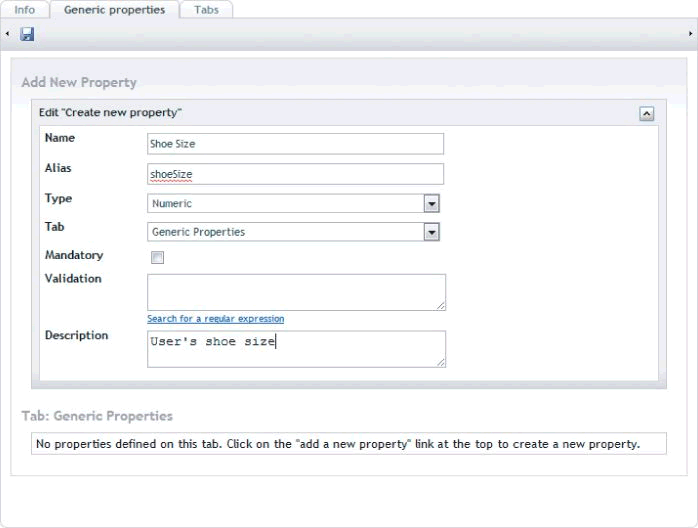 Info Generic properties Tabs
Add New Property
Edit "Create new property"
Name Shoe Size
Alias shoeSize
Type Numeric
Tab Generic Properties
Mandatory
Validation
Search for a regular expression
Description User's shoe size
Tab: Generic Properties
No properties defined on this tab. Click on the "add a new property" link at the top to create a new property.